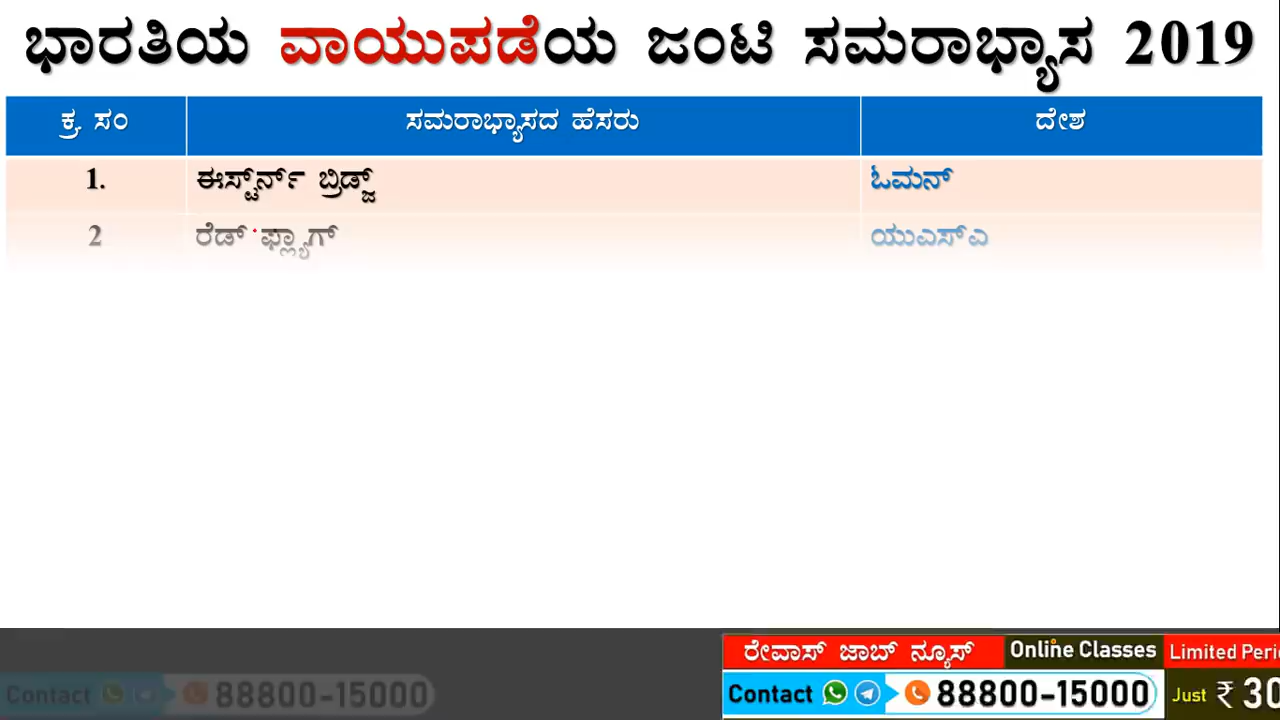 ಭಾರತಿಯ ವಾಯುಪಡೆಯ ಜಂಟಿ ಸಮರಾಭ್ಯಾಸ 2019
ಕ್ರ. ಸಂ ಸಮರಾಭ್ಯಾಸದ ಹೆಸರು ದೇಶ
1. ಈಸ್ಟರ್ನ್ ಬ್ರಿಡ್ಜ್ ಓಮನ್
2 ರೆಡ್ ಫ್ಲ್ಯಾಗ್ ಯುಎಸ್ಎ
ರೇವಾಸ್ ಜಾಬ್ ನ್ಯೂಸ್ Online Classes Limited
Contact 88800-15000 Contact 88800-15000 Just ₹ 30